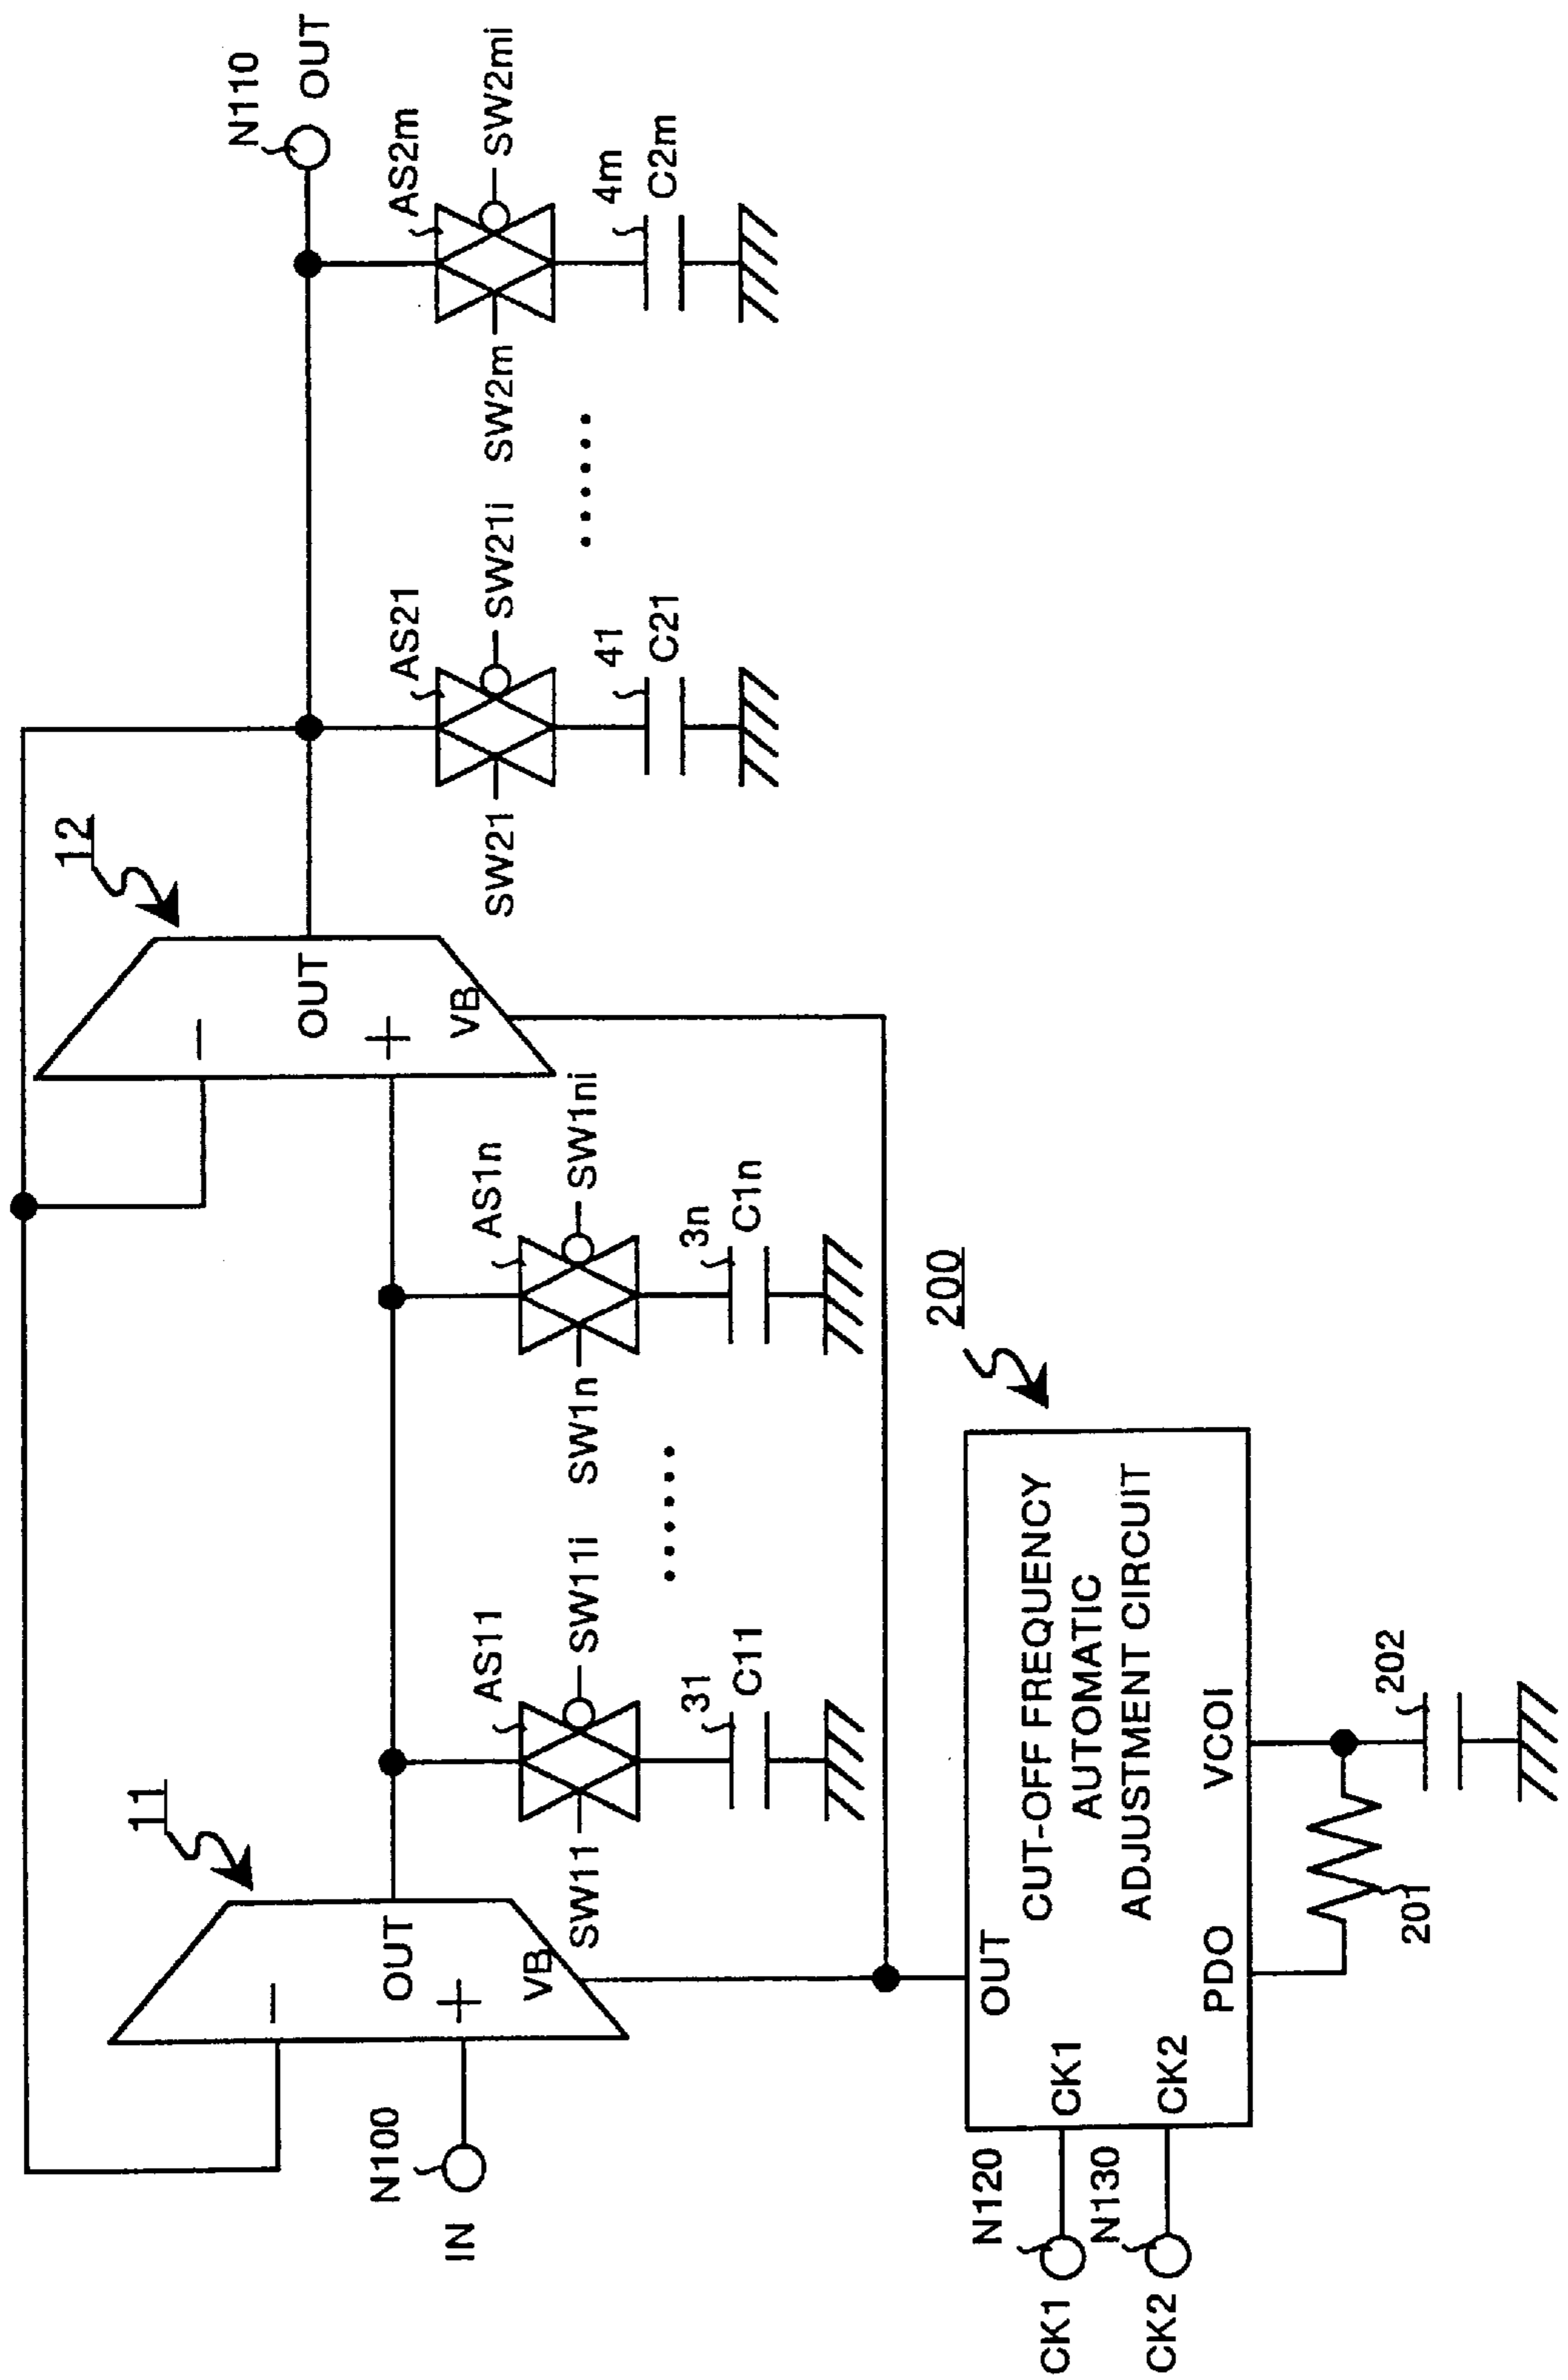 N110
OUT
12
AS2m
SW2m
SW2mi
4m
C2m
AS21
SW21
SW21i
41
C21
......
−
OUT
+
VB
11
AS1n
SW1n
SW1ni
3n
C1n
AS11
SW11
SW11i
31
C11
......
−
OUT
+
VB
N100
IN
200
OUT
CUT-OFF FREQUENCY
AUTOMATIC
ADJUSTMENT CIRCUIT
CK1
CK2
PDO
VCOI
N120
CK1
N130
CK2
201
202